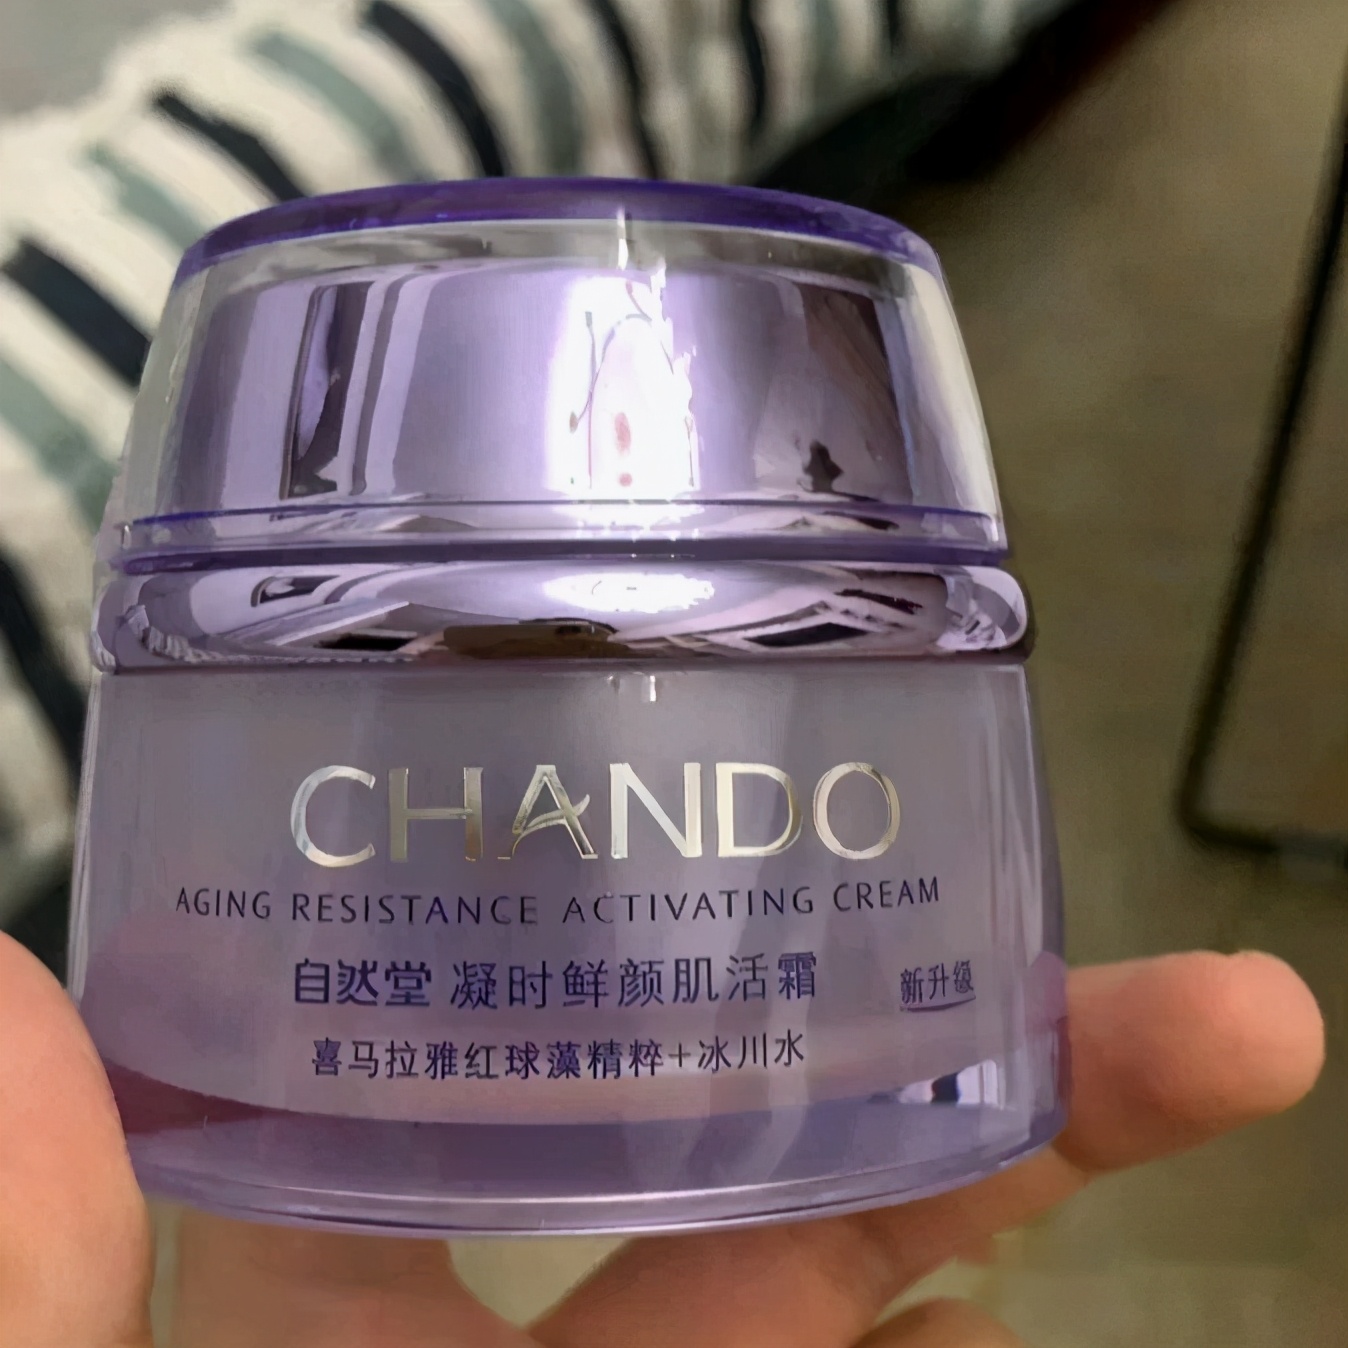 CHANDO
AGING RESISTANCE ACTIVATING CREAM
自然堂 凝时鲜颜肌活霜 新升级
喜马拉雅红球藻精粹+冰川水